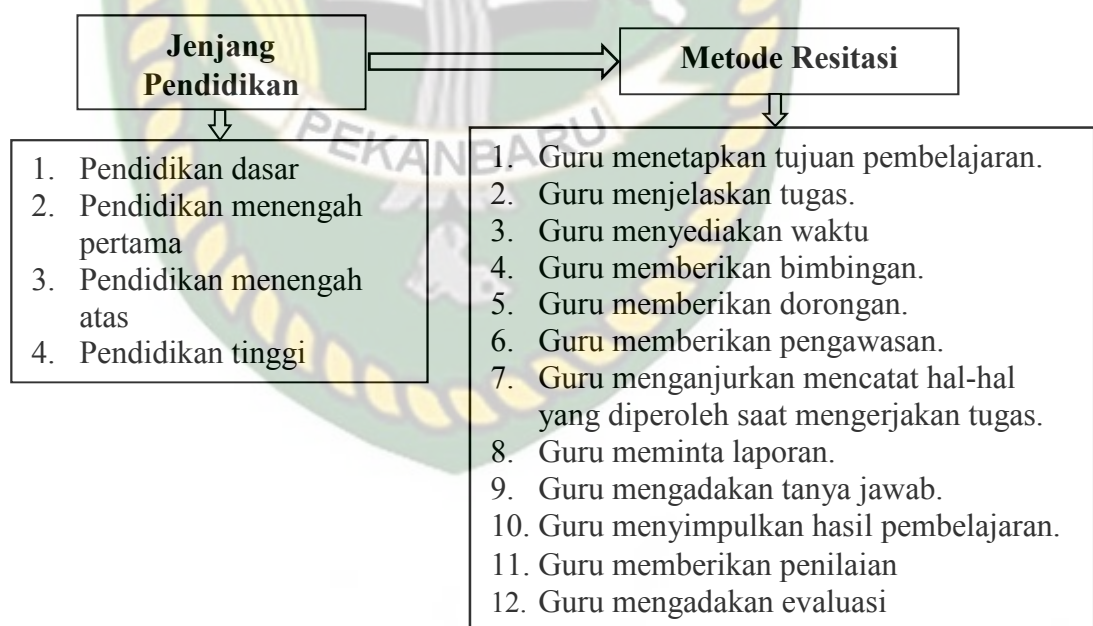 Jenjang
Pendidikan
Metode Resitasi
PEKANBARU
1. Pendidikan dasar
2. Pendidikan menengah
pertama
3. Pendidikan menengah
atas
4. Pendidikan tinggi
1. Guru menetapkan tujuan pembelajaran.
2. Guru menjelaskan tugas.
3. Guru menyediakan waktu
4. Guru memberikan bimbingan.
5. Guru memberikan dorongan.
6. Guru memberikan pengawasan.
7. Guru menganjurkan mencatat hal-hal
yang diperoleh saat mengerjakan tugas.
8. Guru meminta laporan.
9. Guru mengadakan tanya jawab.
10. Guru menyimpulkan hasil pembelajaran.
11. Guru memberikan penilaian
12. Guru mengadakan evaluasi